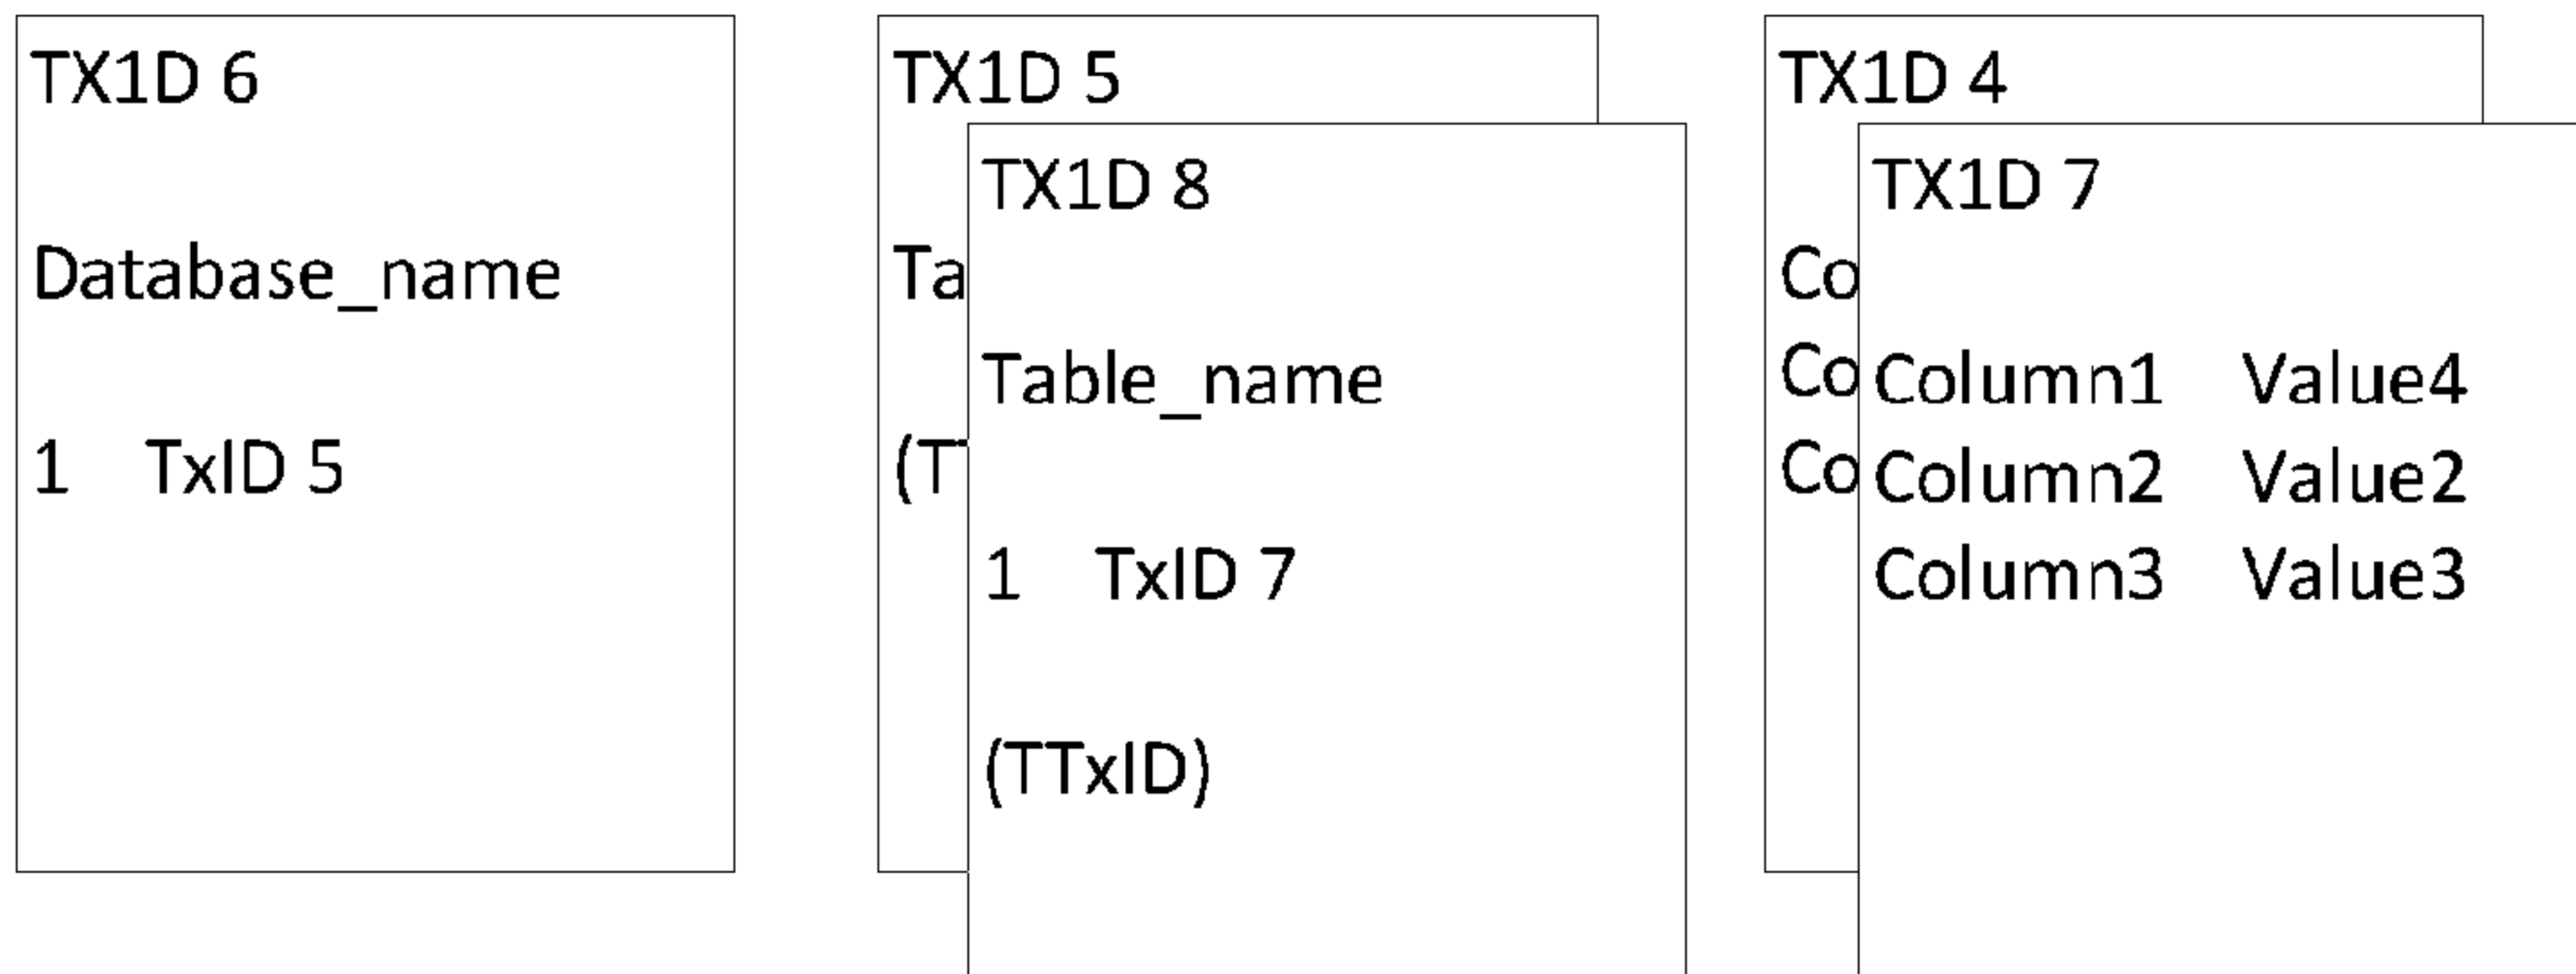 TX1D 6
Database_name
1 TxID 5
TX1D 5
TX1D 8
Table_name
1 TxID 7
(TTxID)
TX1D 4
TX1D 7
Column1 Value4
Column2 Value2
Column3 Value3